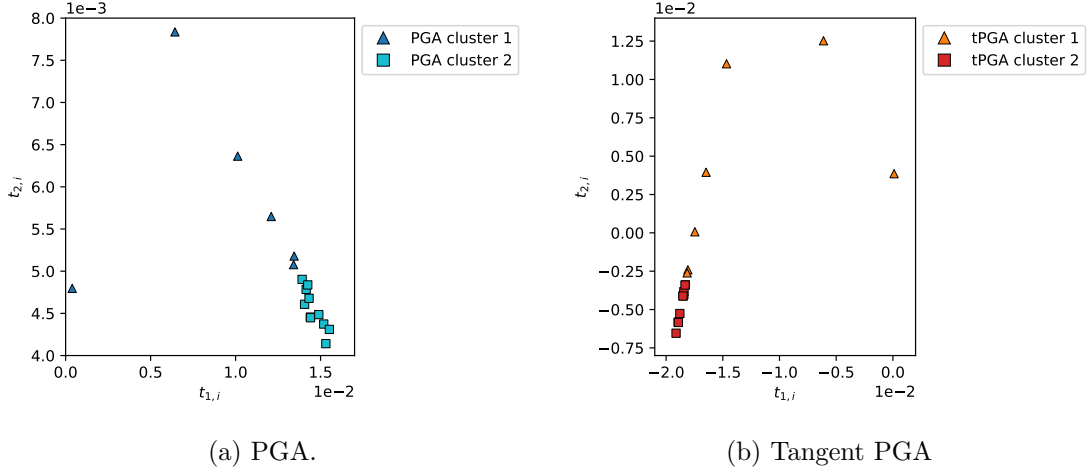 1e−3
8.0
7.5
7.0
6.5
6.0
5.5
5.0
4.5
4.0
t2,i
0.0 0.5 1.0 1.5
1e−2
t1,i
PGA cluster 1
PGA cluster 2
(a) PGA.
1e−2
1.25
1.00
0.75
0.50
0.25
0.00
−0.25
−0.50
−0.75
t2,i
−2.0 −1.5 −1.0 −0.5 0.0
1e−2
t1,i
tPGA cluster 1
tPGA cluster 2
(b) Tangent PGA